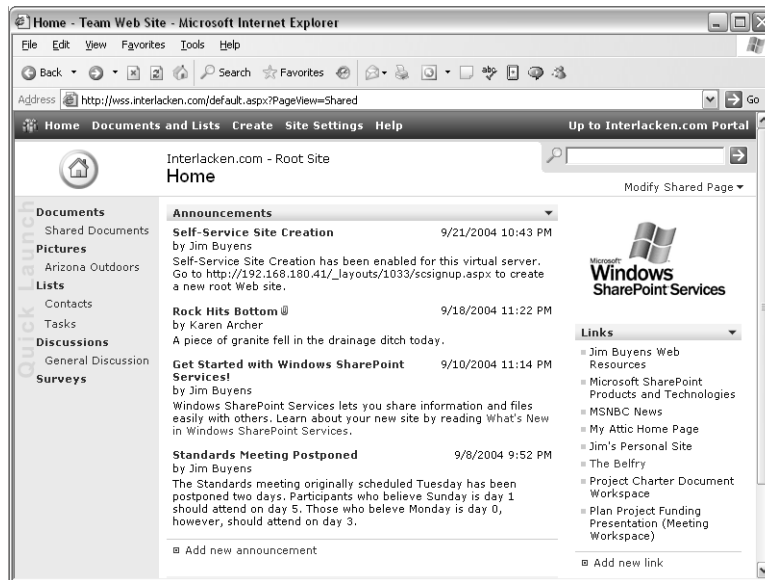 Home - Team Web Site - Microsoft Internet Explorer
File Edit View Favorites Tools Help
Back Search Favorites
Address http://wss.interlacken.com/default.aspx?PageView=Shared Go
Home Documents and Lists Create Site Settings Help Up to Interlacken.com Portal
Interlacken.com - Root Site
Home
Modify Shared Page
Quick Launch
Documents
Shared Documents
Pictures
Arizona Outdoors
Lists
Contacts
Tasks
Discussions
General Discussion
Surveys
Announcements
Self-Service Site Creation 9/21/2004 10:43 PM
by Jim Buyens
Self-Service Site Creation has been enabled for this virtual server.
Go to http://192.168.180.41/_layouts/1033/scsignup.aspx to create
a new root Web site.
Rock Hits Bottom 9/18/2004 11:22 PM
by Karen Archer
A piece of granite fell in the drainage ditch today.
Get Started with Windows SharePoint 9/10/2004 11:14 PM
Services!
by Jim Buyens
Windows SharePoint Services lets you share information and files
easily with others. Learn about your new site by reading What's New
in Windows SharePoint Services.
Standards Meeting Postponed 9/8/2004 9:52 PM
by Jim Buyens
The Standards meeting originally scheduled Tuesday has been
postponed two days. Participants who believe Sunday is day 1
should attend on day 5. Those who beleve Monday is day 0,
however, should attend on day 3.
Add new announcement
Microsoft
Windows
SharePoint Services
Links
Jim Buyens Web
Resources
Microsoft SharePoint
Products and Technologies
MSNBC News
My Attic Home Page
Jim's Personal Site
The Belfry
Project Charter Document
Workspace
Plan Project Funding
Presentation (Meeting
Workspace)
Add new link